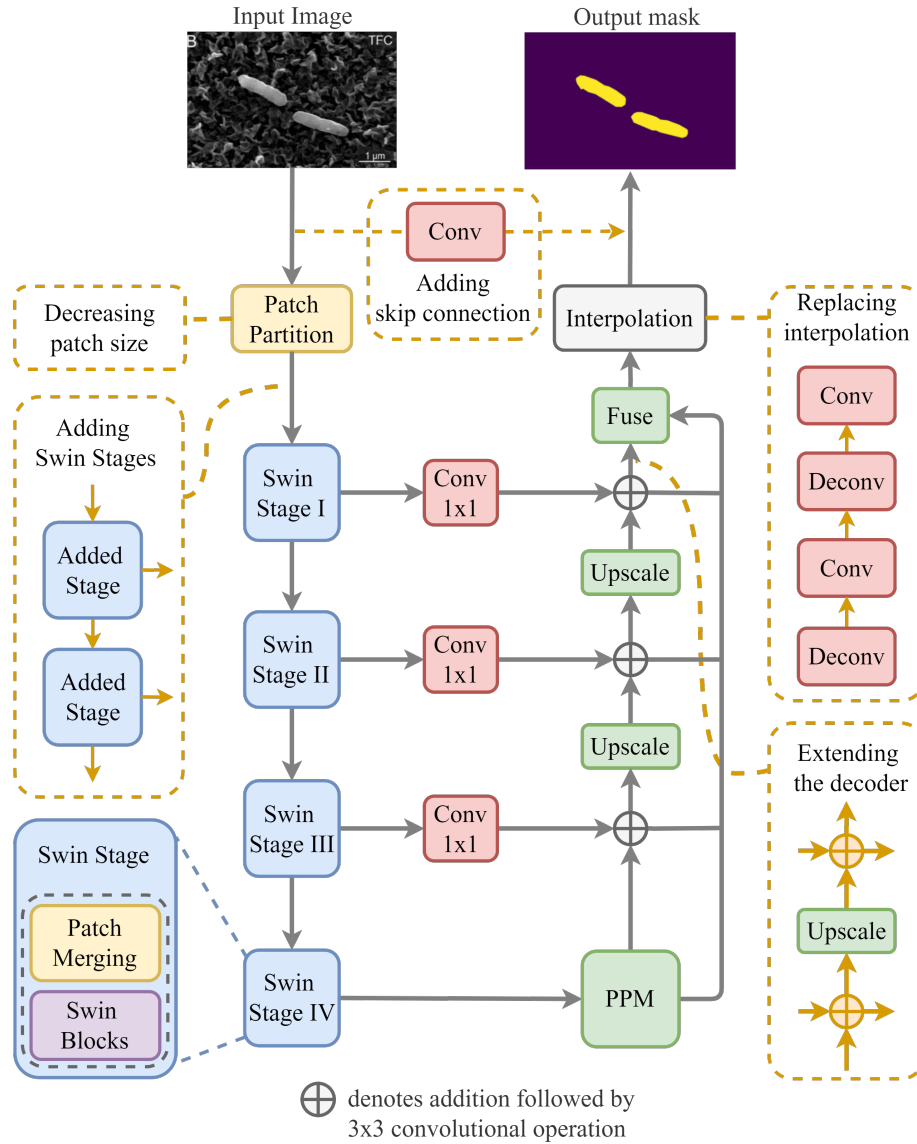 Input Image
Output mask
B
TFC
1 μm
Conv
Adding
skip connection
Decreasing
patch size
Patch
Partition
Interpolation
Replacing
interpolation
Conv
Deconv
Conv
Deconv
Fuse
Adding
Swin Stages
Added
Stage
Added
Stage
Swin
Stage I
Conv
1x1
Upscale
Swin
Stage II
Conv
1x1
Upscale
Swin
Stage III
Conv
1x1
Extending
the decoder
Upscale
Swin Stage
Patch
Merging
Swin
Blocks
Swin
Stage IV
PPM
denotes addition followed by
3x3 convolutional operation